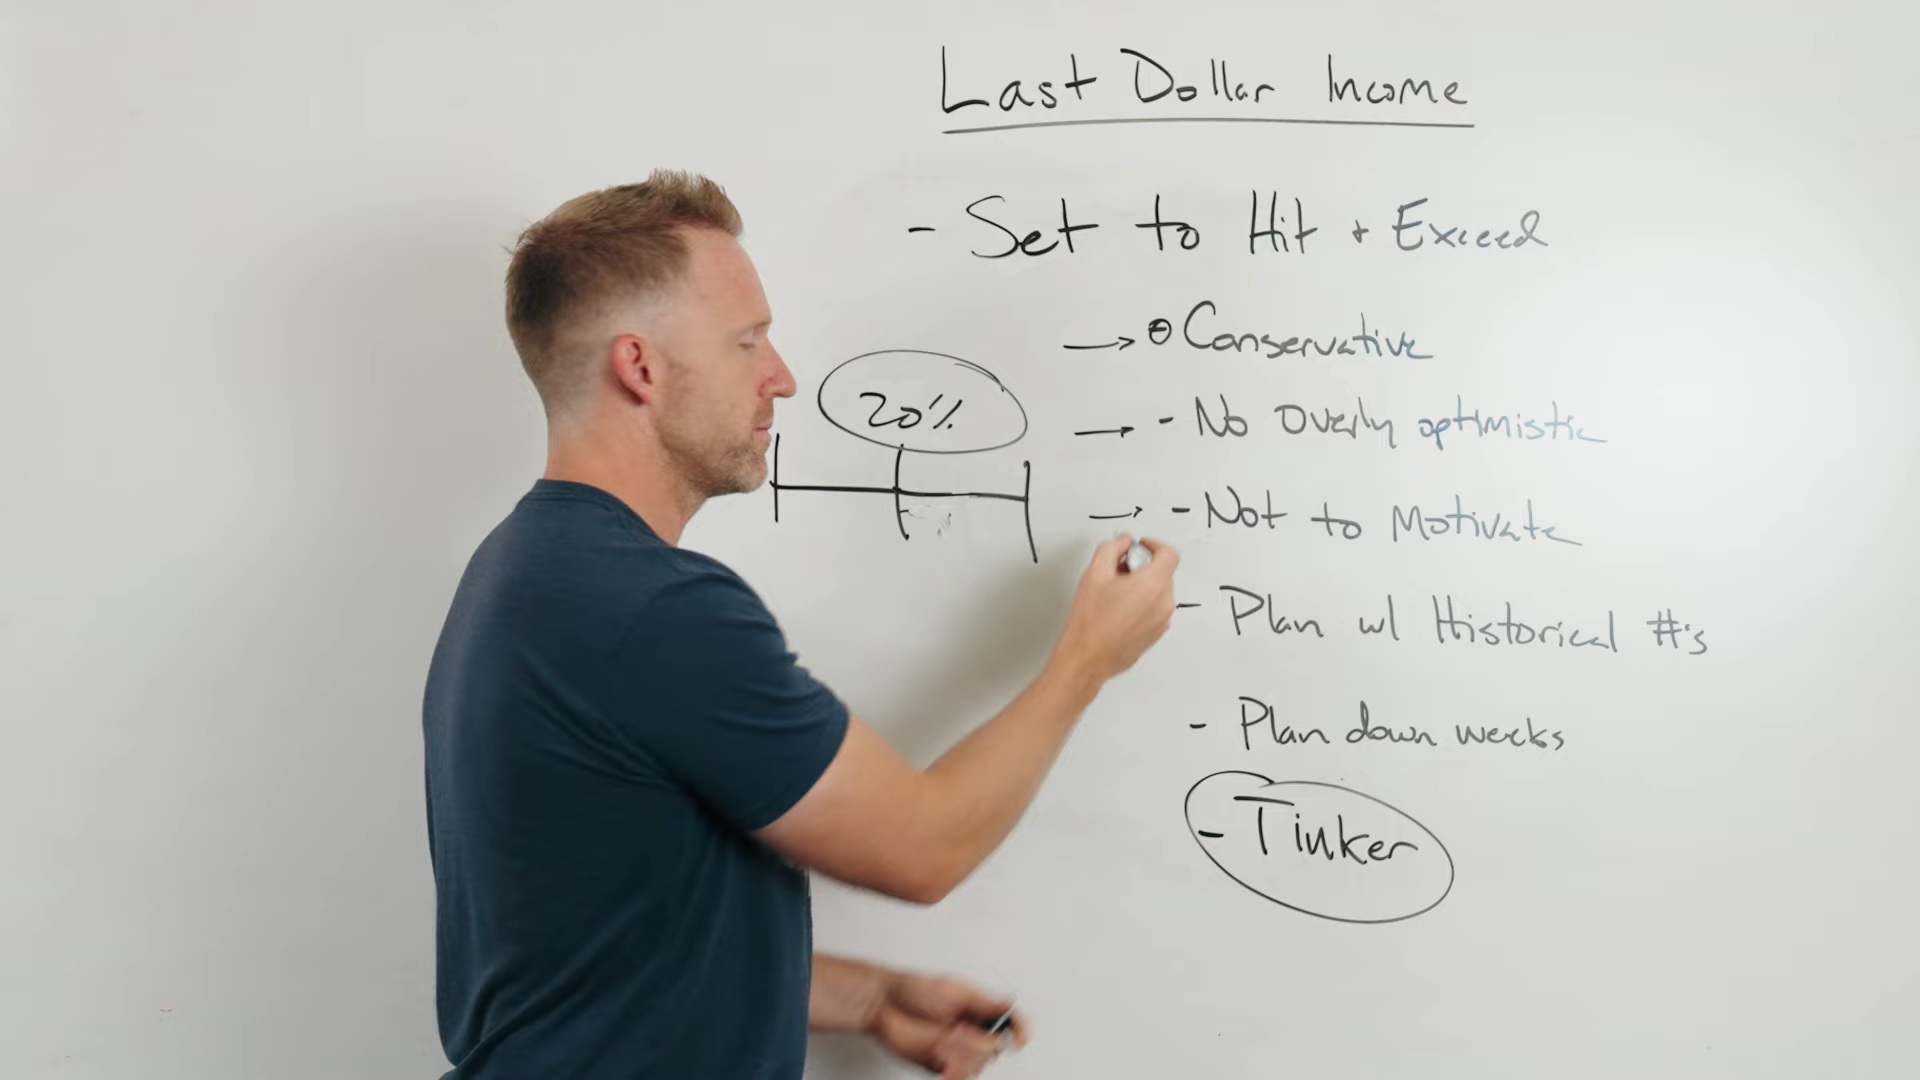 Last Dollar Income
- Set to Hit + Exceed
→ Conservative
20%
→ - No Overly optimistic
→ - Not to Motivate
- Plan w/ Historical #'s
- Plan down weeks
- Tinker